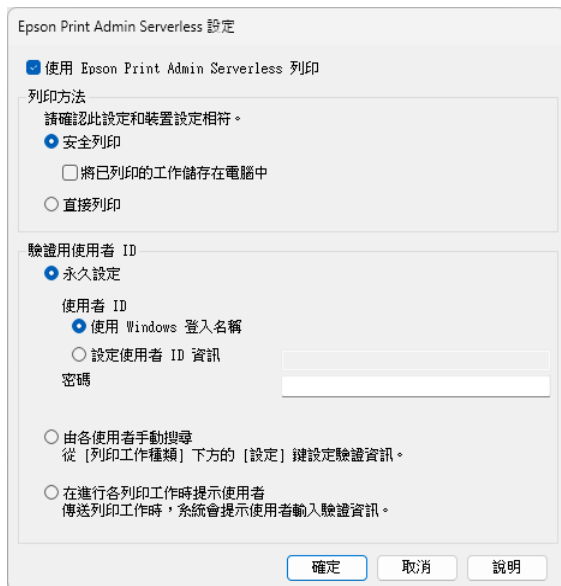 Epson Print Admin Serverless 設定
使用 Epson Print Admin Serverless 列印
列印方法
請確認此設定和裝置設定相符。
安全列印
將已列印的工作儲存在電腦中
直接列印
驗證用使用者 ID
永久設定
使用者 ID
使用 Windows 登入名稱
設定使用者 ID 資訊
密碼
由各使用者手動搜尋
從 [列印工作種類] 下方的 [設定] 鍵設定驗證資訊。
在進行各列印工作時提示使用者
傳送列印工作時，系統會提示使用者輸入驗證資訊。
確定 取消 說明